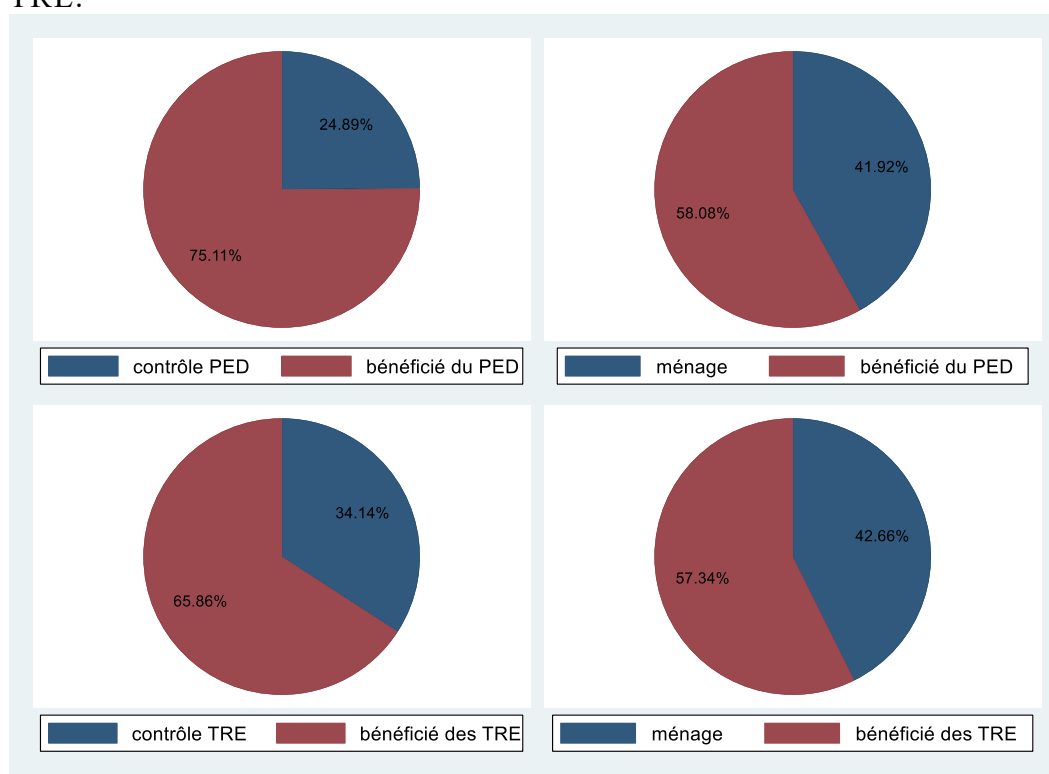 TRE.
24.89%
75.11%
contrôle PED bénéficié du PED
41.92%
58.08%
ménage bénéficié du PED
34.14%
65.86%
contrôle TRE bénéficié des TRE
42.66%
57.34%
ménage bénéficié des TRE